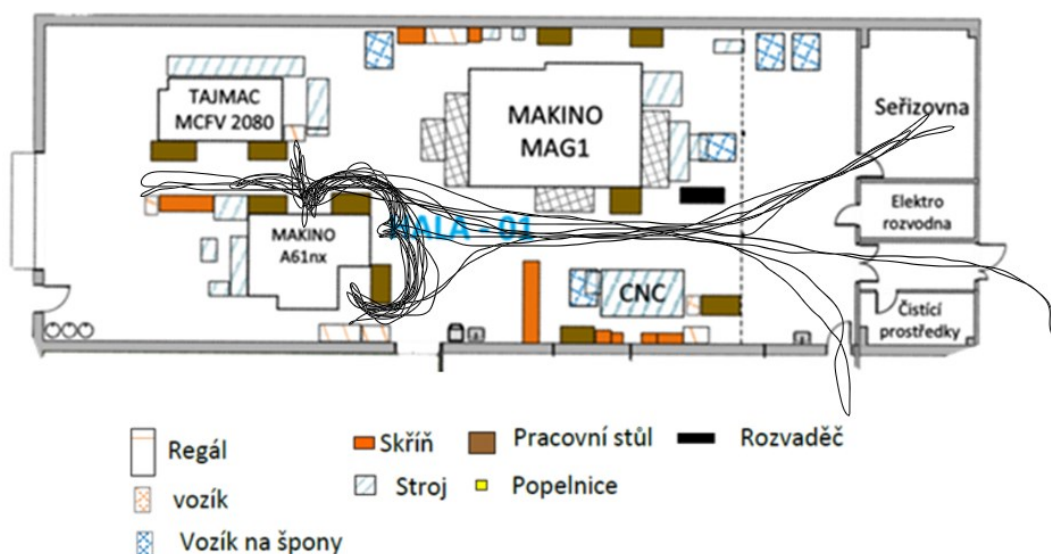 TAJMAC
MCFV 2080
MAKINO
MAG1
Seřizovna
Elektro
rozvodna
HALA - 01
MAKINO
A61nx
CNC
Čistící
prostředky
Regál
Skříň
Pracovní stůl
Rozvaděč
vozík
Stroj
Popelnice
Vozík na špony